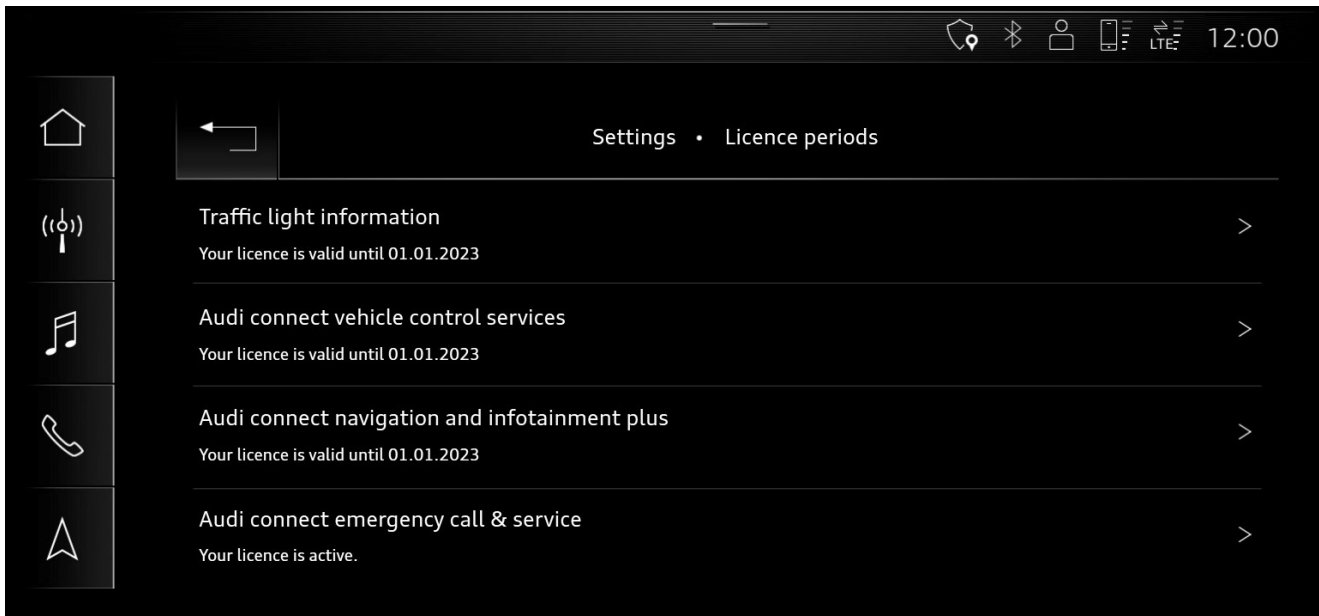 LTE 12:00
Settings • Licence periods
Traffic light information
Your licence is valid until 01.01.2023
Audi connect vehicle control services
Your licence is valid until 01.01.2023
Audi connect navigation and infotainment plus
Your licence is valid until 01.01.2023
Audi connect emergency call & service
Your licence is active.